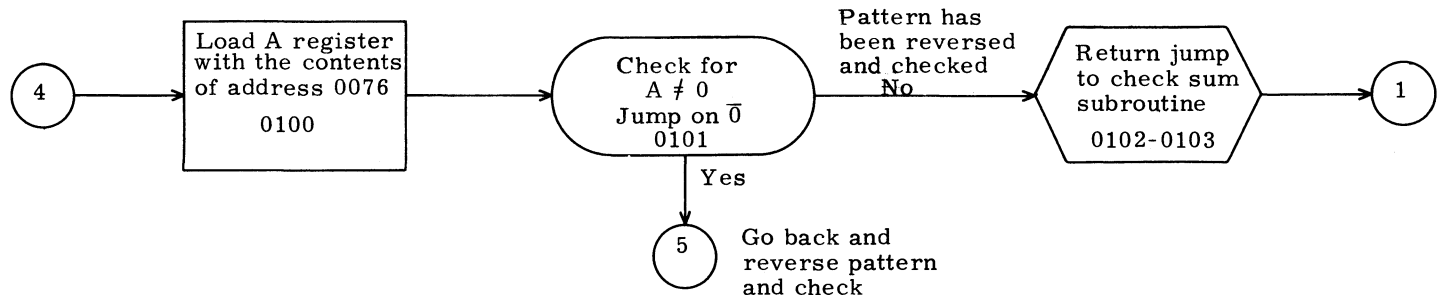 4
Load A register
with the contents
of address 0076
0100
Check for
A ≠ 0
Jump on 0̅
0101
Pattern has
been reversed
and checked
No
Return jump
to check sum
subroutine
0102-0103
1
Yes
5
Go back and
reverse pattern
and check